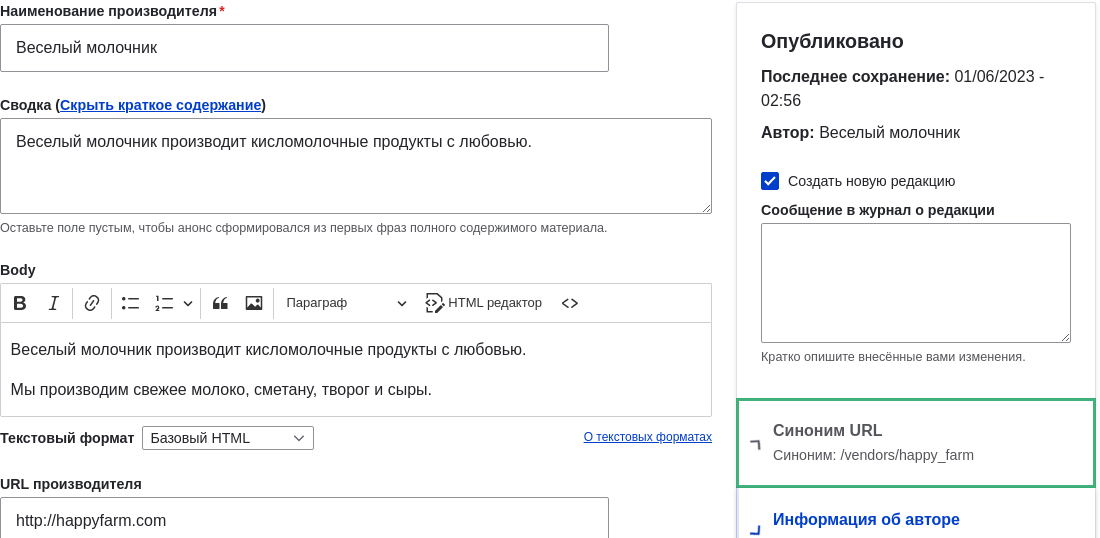 Наименование производителя*
Веселый молочник
Сводка (Скрыть краткое содержание)
Веселый молочник производит кисломолочные продукты с любовью.
Оставьте поле пустым, чтобы анонс сформировался из первых фраз полного содержимого материала.
Body
B I Параграф HTML редактор <>
Веселый молочник производит кисломолочные продукты с любовью.
Мы производим свежее молоко, сметану, творог и сыры.
Текстовый формат Базовый HTML О текстовых форматах
URL производителя
http://happyfarm.com
Опубликовано
Последнее сохранение: 01/06/2023 -
02:56
Автор: Веселый молочник
Создать новую редакцию
Сообщение в журнал о редакции
Кратко опишите внесённые вами изменения.
Синоним URL
Синоним: /vendors/happy_farm
Информация об авторе